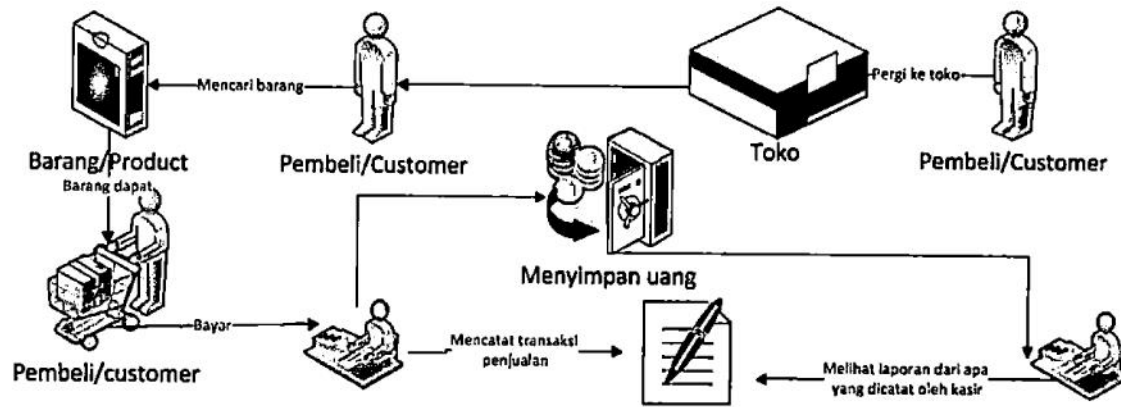 Mencari barang
Pergi ke toko
Barang/Product
Pembeli/Customer
Toko
Pembeli/Customer
Barang dapat
Menyimpan uang
Bayar
Mencatat transaksi
penjualan
Melihat laporan dari apa
yang dicatat oleh kasir
Pembeli/customer